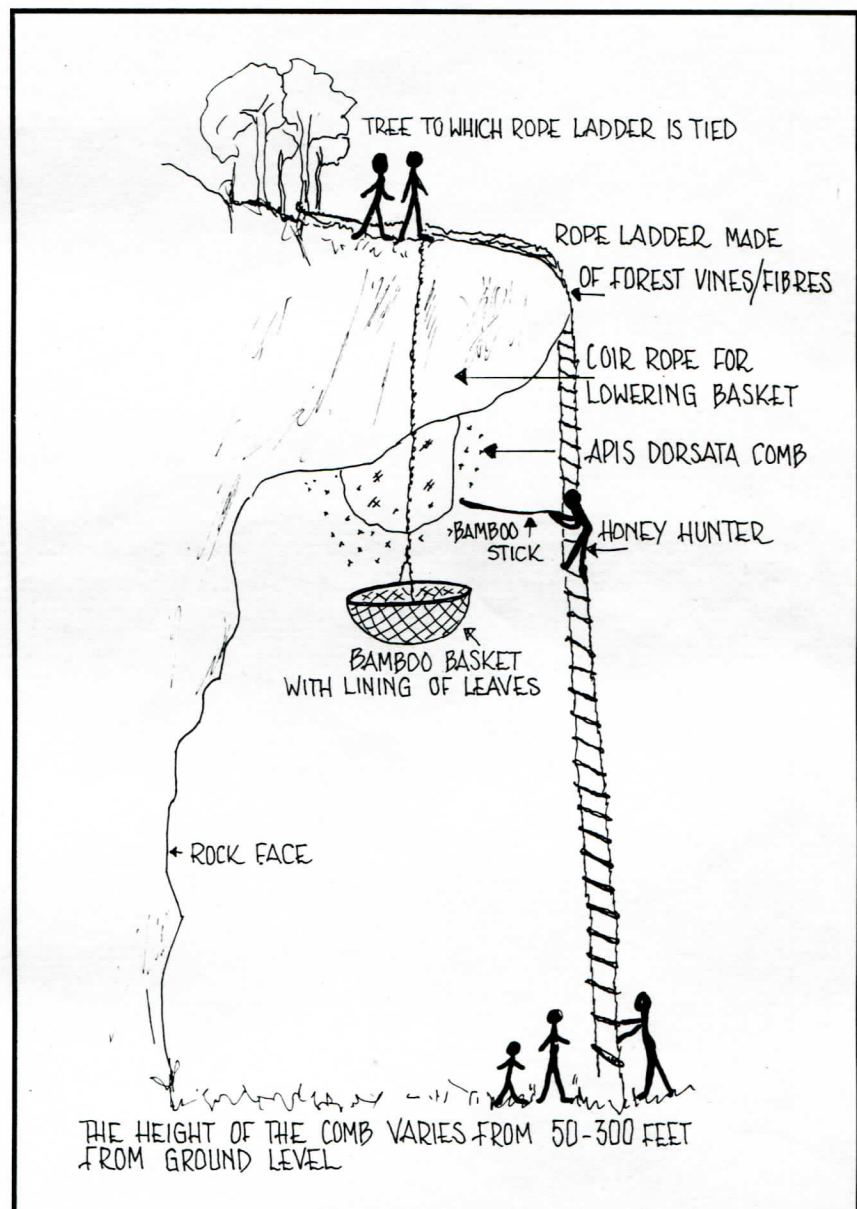 TREE TO WHICH ROPE LADDER IS TIED
ROPE LADDER MADE
OF FOREST VINES/FIBRES
COIR ROPE FOR
LOWERING BASKET
APIS DORSATA COMB
BAMBOO
STICK
HONEY HUNTER
BAMBOO BASKET
WITH LINING OF LEAVES
ROCK FACE
THE HEIGHT OF THE COMB VARIES FROM 50-300 FEET
FROM GROUND LEVEL